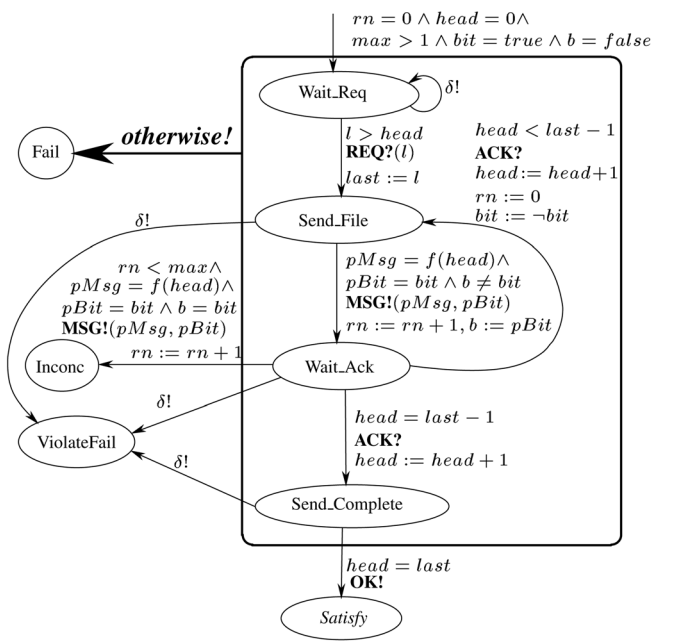 rn = 0 ∧ head = 0∧
max > 1 ∧ bit = true ∧ b = false
Wait_Req
δ!
otherwise!
Fail
l > head
REQ?(l)
last := l
head < last − 1
ACK?
head := head+1
rn := 0
bit := ¬bit
Send_File
δ!
rn < max∧
pMsg = f(head)∧
pBit = bit ∧ b = bit
MSG!(pMsg, pBit)
rn := rn + 1
pMsg = f(head)∧
pBit = bit ∧ b ≠ bit
MSG!(pMsg, pBit)
rn := rn + 1, b := pBit
Inconc
Wait_Ack
δ!
head = last − 1
ACK?
head := head + 1
ViolateFail
δ!
Send_Complete
head = last
OK!
Satisfy